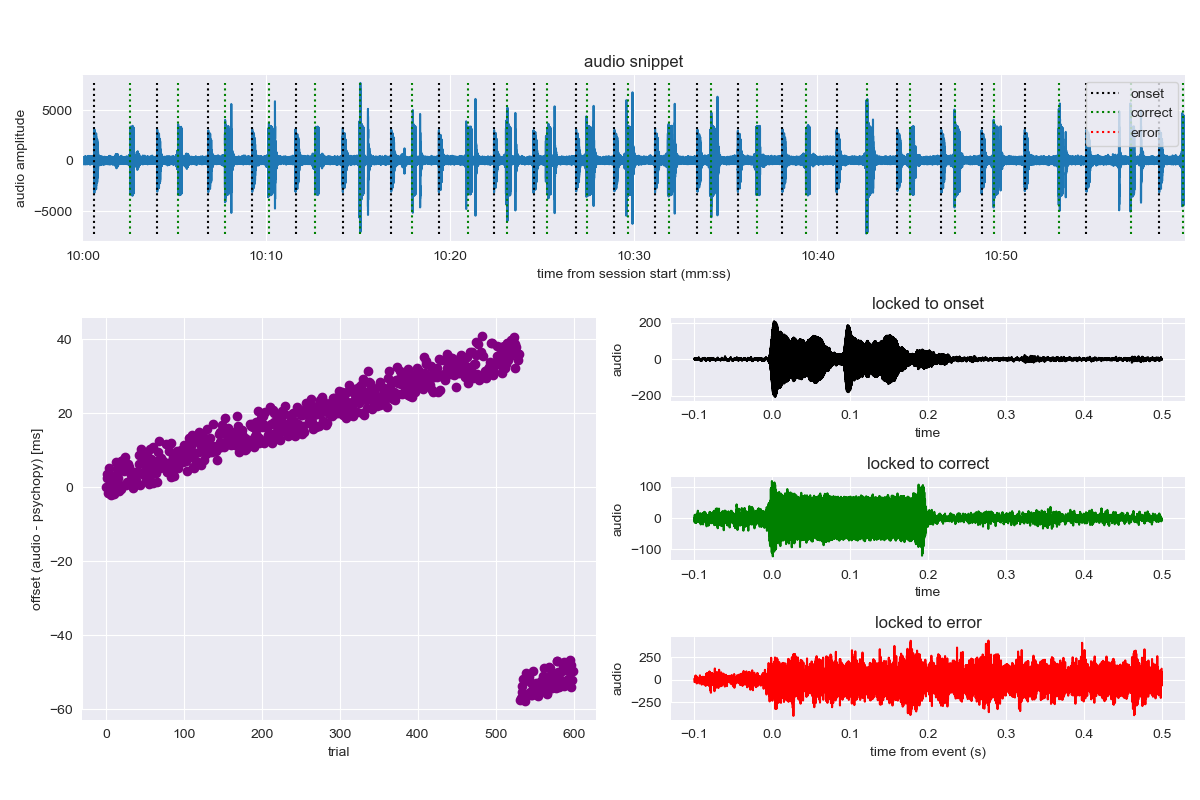 audio snippet
audio amplitude
5000
0
−5000
onset
correct
error
10:00 10:10 10:20 10:30 10:40 10:50
time from session start (mm:ss)
offset (audio - psychopy) [ms]
40
20
0
−20
−40
−60
0 100 200 300 400 500 600
trial
locked to onset
audio
200
0
−200
−0.1 0.0 0.1 0.2 0.3 0.4 0.5
time
locked to correct
audio
100
0
−100
−0.1 0.0 0.1 0.2 0.3 0.4 0.5
time
locked to error
audio
250
0
−250
−0.1 0.0 0.1 0.2 0.3 0.4 0.5
time from event (s)